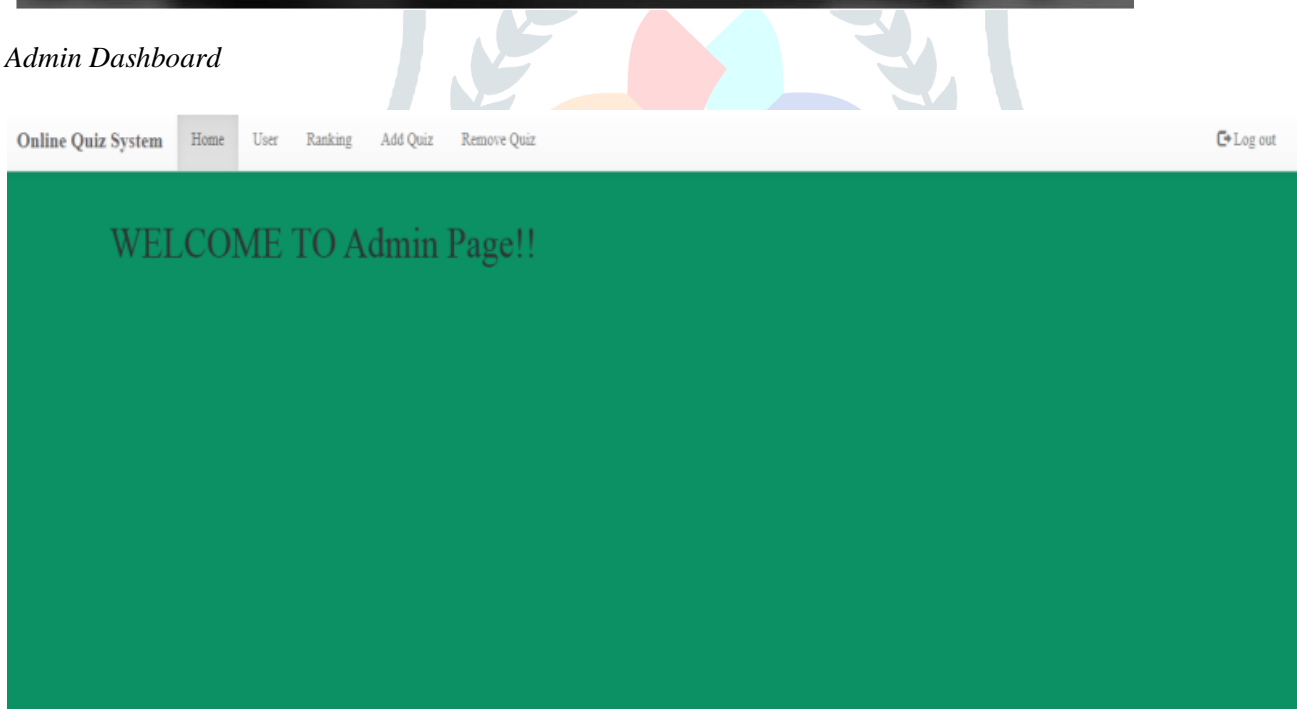 Admin Dashboard
Online Quiz System Home User Ranking Add Quiz Remove Quiz Log out
WELCOME TO Admin Page!!